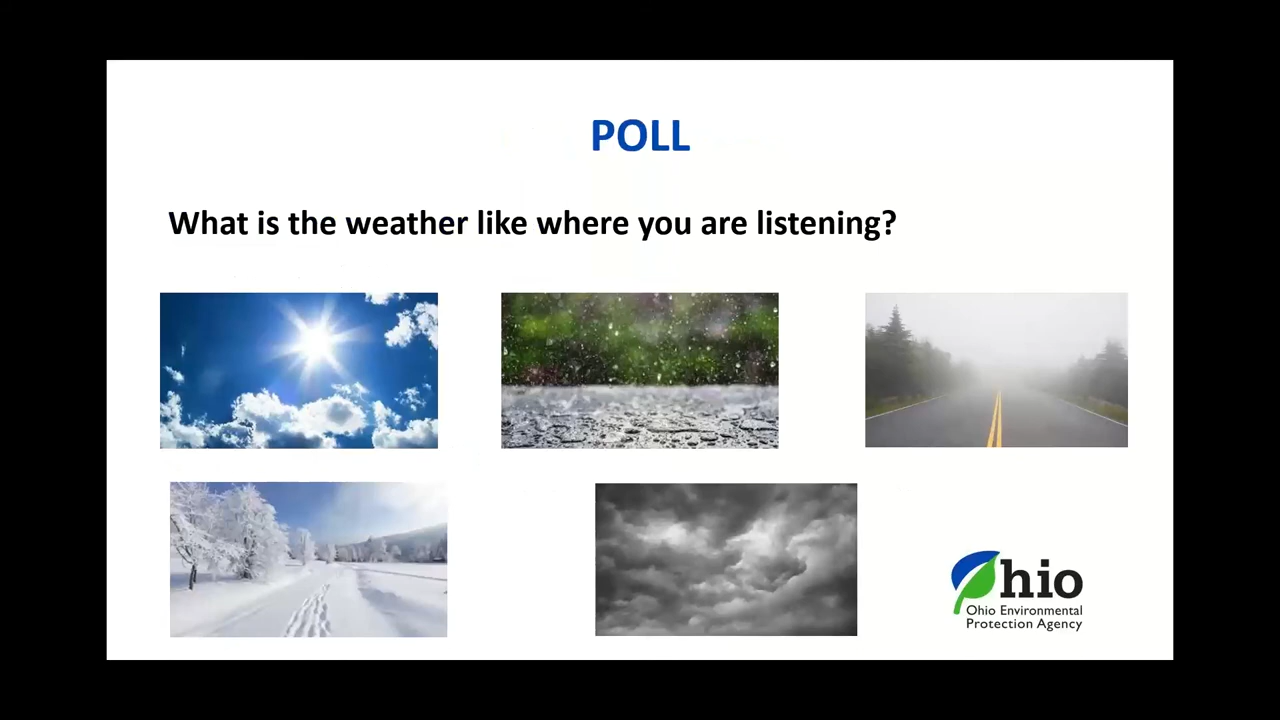 POLL
What is the weather like where you are listening?
Ohio
Ohio Environmental
Protection Agency